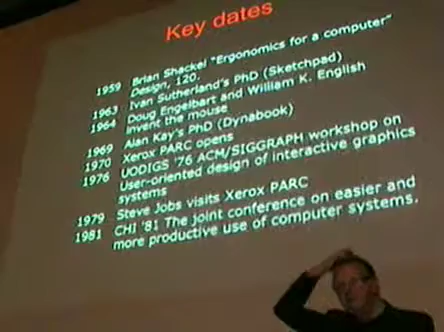 Key dates
1959 Brian Shackel "Ergonomics for a computer"
Design, 120.
1963 Ivan Sutherland's PhD (Sketchpad)
1964 Doug Engelbart and William K. English
invent the mouse
1969 Alan Kay's PhD (Dynabook)
1970 Xerox PARC opens
1976 UODIGS '76 ACM/SIGGRAPH workshop on
User-oriented design of interactive graphics
systems
1979 Steve Jobs visits Xerox PARC
1981 CHI '81 The joint conference on easier and
more productive use of computer systems.